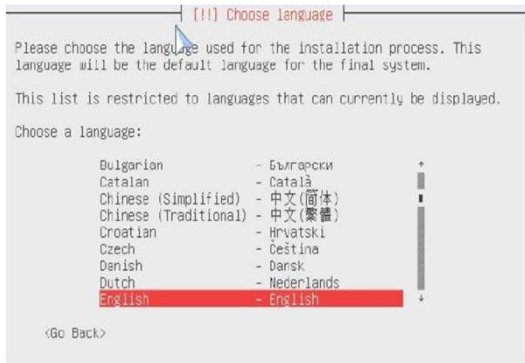 [!!] Choose language
Please choose the language used for the installation process. This
language will be the default language for the final system.
This list is restricted to languages that can currently be displayed.
Choose a language:
Bulgarian - Български
Catalan - Català
Chinese (Simplified) - 中文(简体)
Chinese (Traditional) - 中文(繁體)
Croatian - Hrvatski
Czech - Čeština
Danish - Dansk
Dutch - Nederlands
English - English
<Go Back>